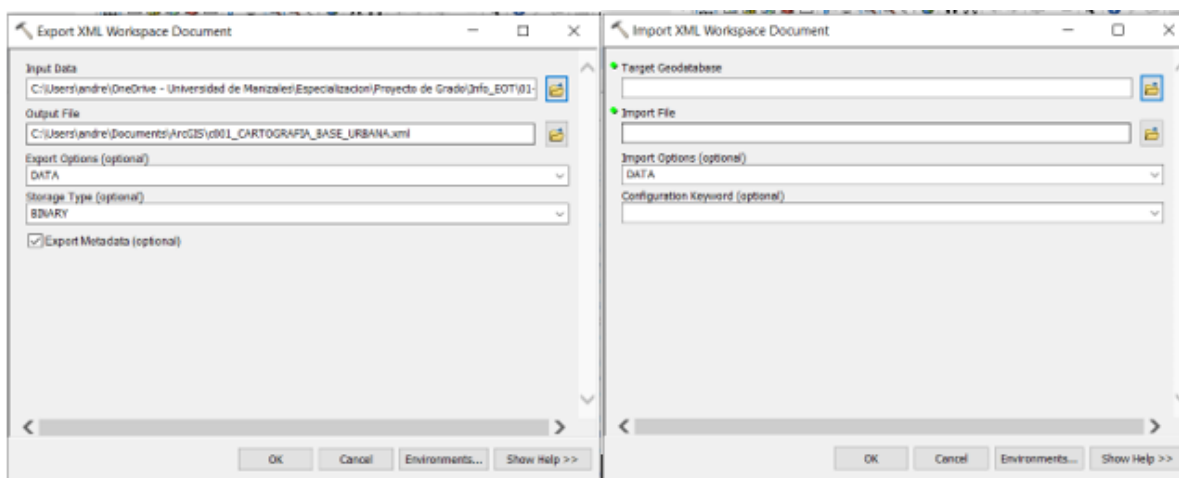 Export XML Workspace Document
Input Data
C:\Users\andre\OneDrive - Universidad de Manizales\Especializacion\Proyecto de Grado\Info_EOT\01-
Output File
C:\Users\andre\Documents\ArcGIS\d001_CARTOGRAFIA_BASE_URBANA.xml
Export Options (optional)
DATA
Storage Type (optional)
BINARY
Export Metadata (optional)
OK Cancel Environments... Show Help >>
Import XML Workspace Document
Target Geodatabase
Import File
Import Options (optional)
DATA
Configuration Keyword (optional)
OK Cancel Environments... Show Help >>